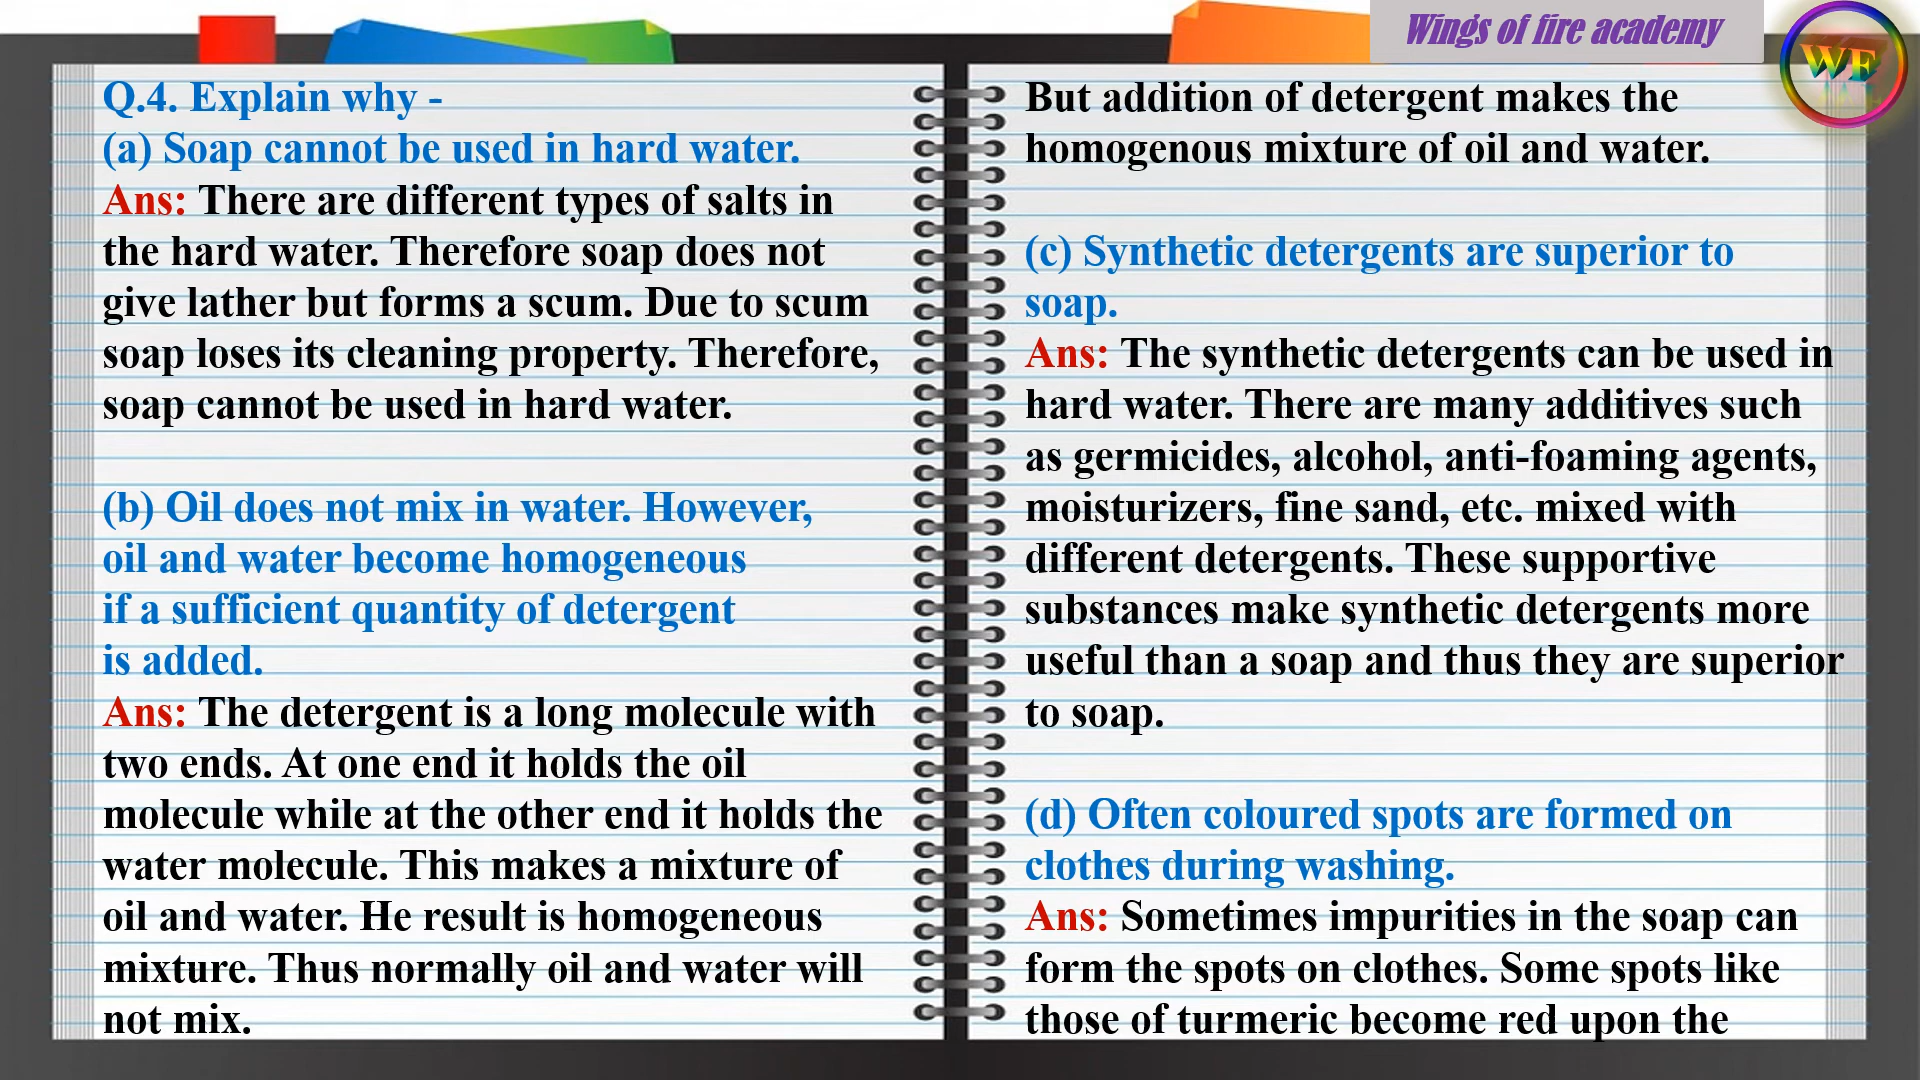 Wings of fire academy
WF
Q.4. Explain why -
(a) Soap cannot be used in hard water.
Ans: There are different types of salts in
the hard water. Therefore soap does not
give lather but forms a scum. Due to scum
soap loses its cleaning property. Therefore,
soap cannot be used in hard water.
(b) Oil does not mix in water. However,
oil and water become homogeneous
if a sufficient quantity of detergent
is added.
Ans: The detergent is a long molecule with
two ends. At one end it holds the oil
molecule while at the other end it holds the
water molecule. This makes a mixture of
oil and water. He result is homogeneous
mixture. Thus normally oil and water will
not mix.
But addition of detergent makes the
homogenous mixture of oil and water.
(c) Synthetic detergents are superior to
soap.
Ans: The synthetic detergents can be used in
hard water. There are many additives such
as germicides, alcohol, anti-foaming agents,
moisturizers, fine sand, etc. mixed with
different detergents. These supportive
substances make synthetic detergents more
useful than a soap and thus they are superior
to soap.
(d) Often coloured spots are formed on
clothes during washing.
Ans: Sometimes impurities in the soap can
form the spots on clothes. Some spots like
those of turmeric become red upon the